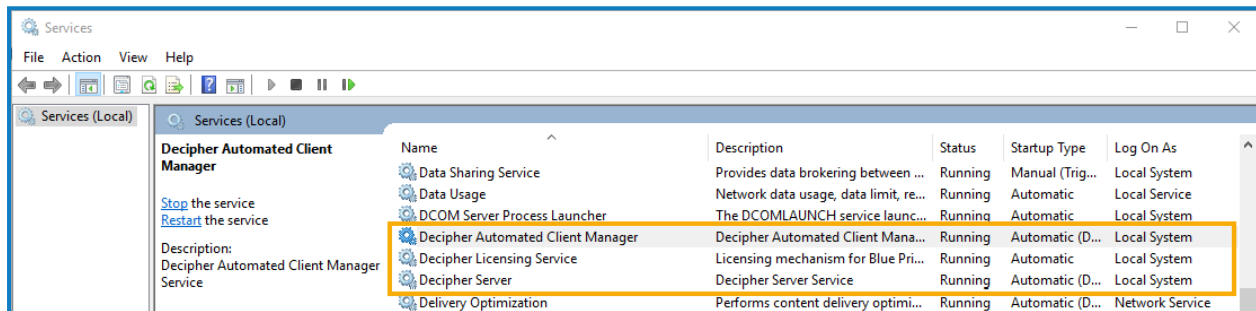 Services
File Action View Help
Services (Local)
Services (Local)
Decipher Automated Client Manager
Stop the service
Restart the service
Description:
Decipher Automated Client Manager Service
Name Description Status Startup Type Log On As
Data Sharing Service Provides data brokering between ... Running Manual (Trig... Local System
Data Usage Network data usage, data limit, re... Running Automatic Local Service
DCOM Server Process Launcher The DCOMLAUNCH service launc... Running Automatic Local System
Decipher Automated Client Manager Decipher Automated Client Mana... Running Automatic (D... Local System
Decipher Licensing Service Licensing mechanism for Blue Pri... Running Automatic Local System
Decipher Server Decipher Server Service Running Automatic (D... Local System
Delivery Optimization Performs content delivery optimi... Running Automatic (D... Network Service